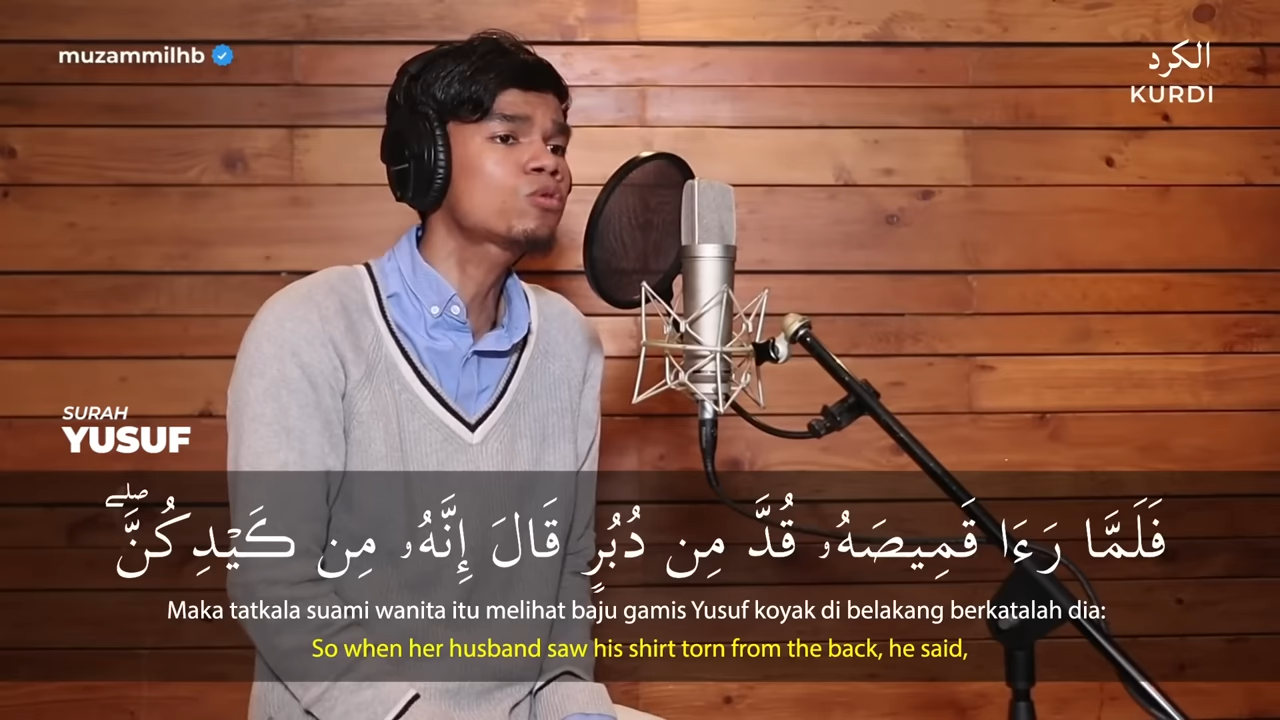 muzammilhb
الكرد
KURDI
SURAH
YUSUF
فَلَمَّا رَءَا قَمِيصَهُۥ قُدَّ مِن دُبُرٍ قَالَ إِنَّهُۥ مِن كَيْدِكُنَّ ۖ
Maka tatkala suami wanita itu melihat baju gamis Yusuf koyak di belakang berkatalah dia:
So when her husband saw his shirt torn from the back, he said,